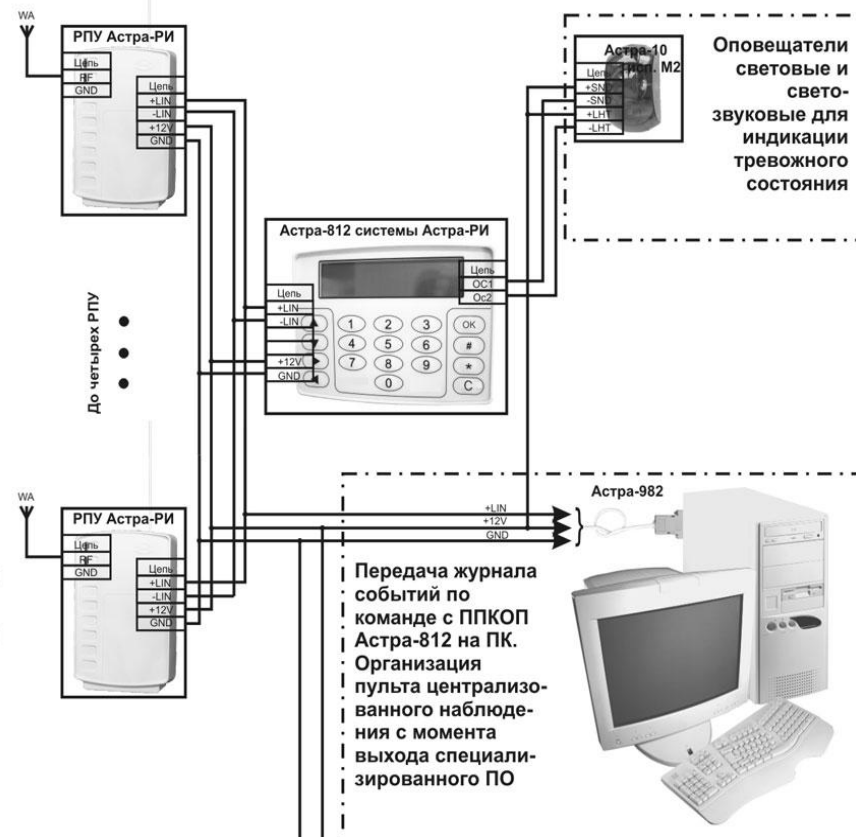 WA
РПУ Астра-РИ
Цепь
RF
GND
Цепь
+LIN
-LIN
+12V
GND
Астра-10
исп. М2
Цепь
+SND
-SND
+LHT
-LHT
Оповещатели
световые и
свето-
звуковые для
индикации
тревожного
состояния
Астра-812 системы Астра-РИ
Цепь
ОС1
Ос2
Цепь
+LIN
-LIN
+12V
GND
1 2 3 OK
4 5 6 #
7 8 9 *
0 C
До четырех РПУ
WA
РПУ Астра-РИ
Цепь
RF
GND
Цепь
+LIN
-LIN
+12V
GND
+LIN
+12V
GND
Астра-982
Передача журнала
событий по
команде с ППКОП
Астра-812 на ПК.
Организация
пульта централизо-
ванного наблюде-
ния с момента
выхода специали-
зированного ПО